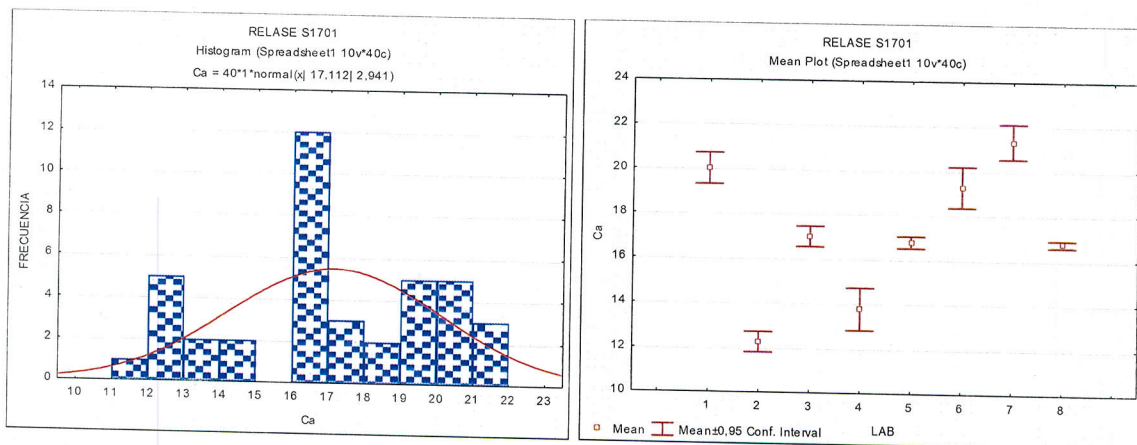 RELASE S1701
Histogram (Spreadsheet1 10v*40c)
Ca = 40*1*normal(x| 17,112| 2,941)
14
12
10
8
6
4
2
0
FRECUENCIA
10 11 12 13 14 15 16 17 18 19 20 21 22 23
Ca
RELASE S1701
Mean Plot (Spreadsheet1 10v*40c)
24
22
20
18
16
14
12
10
Ca
1 2 3 4 5 6 7 8
Mean Mean±0,95 Conf. Interval LAB